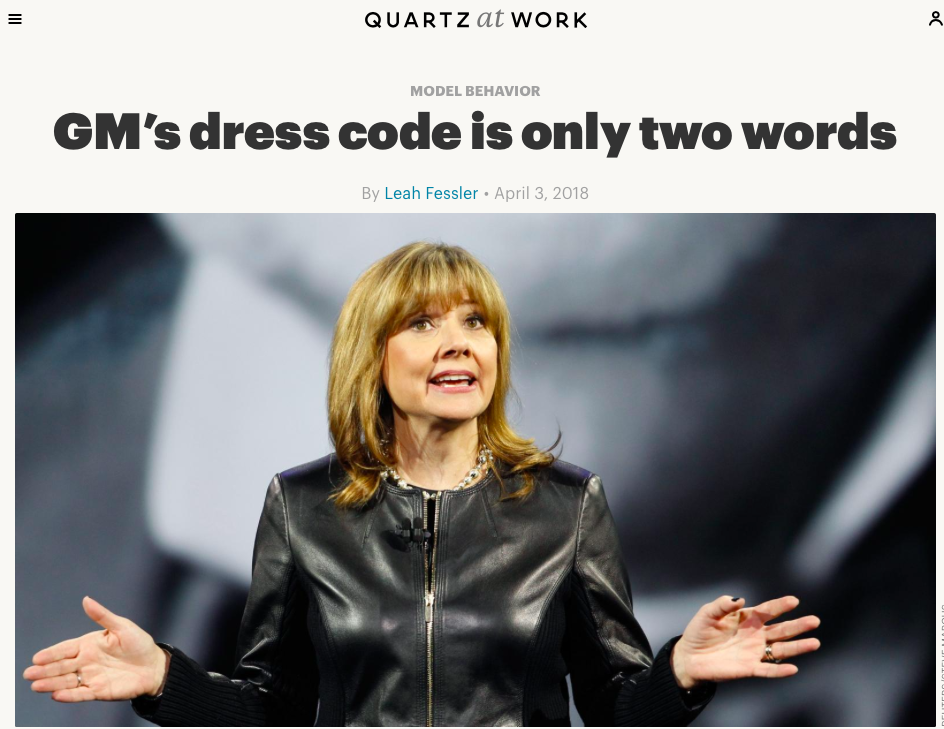 QUARTZ at WORK
MODEL BEHAVIOR
GM’s dress code is only two words
By Leah Fessler • April 3, 2018